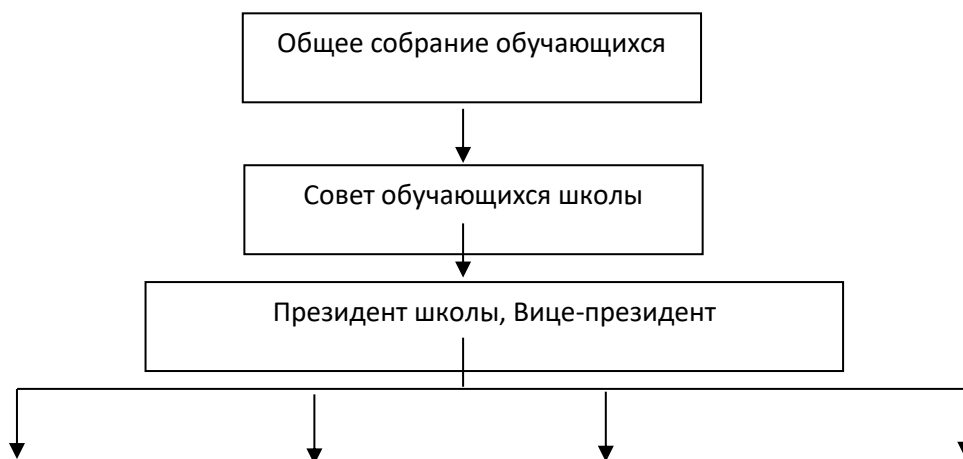 Общее собрание обучающихся
Совет обучающихся школы
Президент школы, Вице-президент